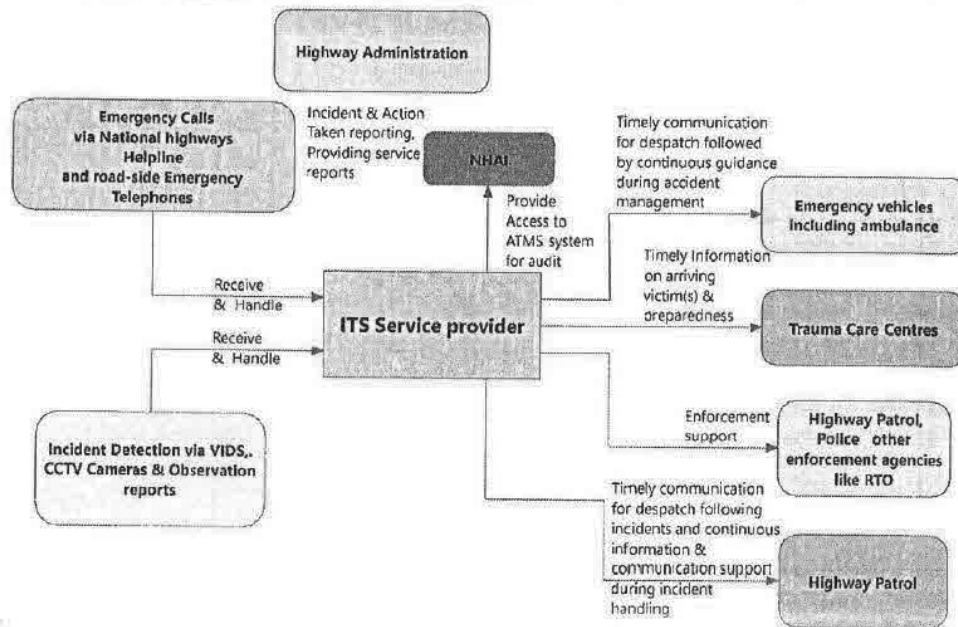 Highway Administration
Emergency Calls
via National highways
Helpline
and road-side Emergency
Telephones
Incident & Action
Taken reporting.
Providing service
reports
NHAI
Provide
Access to
ATMS system
for audit
Timely communication
for despatch followed
by continuous guidance
during accident
management
Emergency vehicles
including ambulance
Timely Information
on arriving
victim(s) &
preparedness
Trauma Care Centres
Receive
& Handle
ITS Service provider
Receive
& Handle
Enforcement
support
Highway Patrol,
Police other
enforcement agencies
like RTO
Incident Detection via VIDS,.
CCTV Cameras & Observation
reports
Timely communication
for despatch following
incidents and continuous
information &
communication support
during incident
handling
Highway Patrol